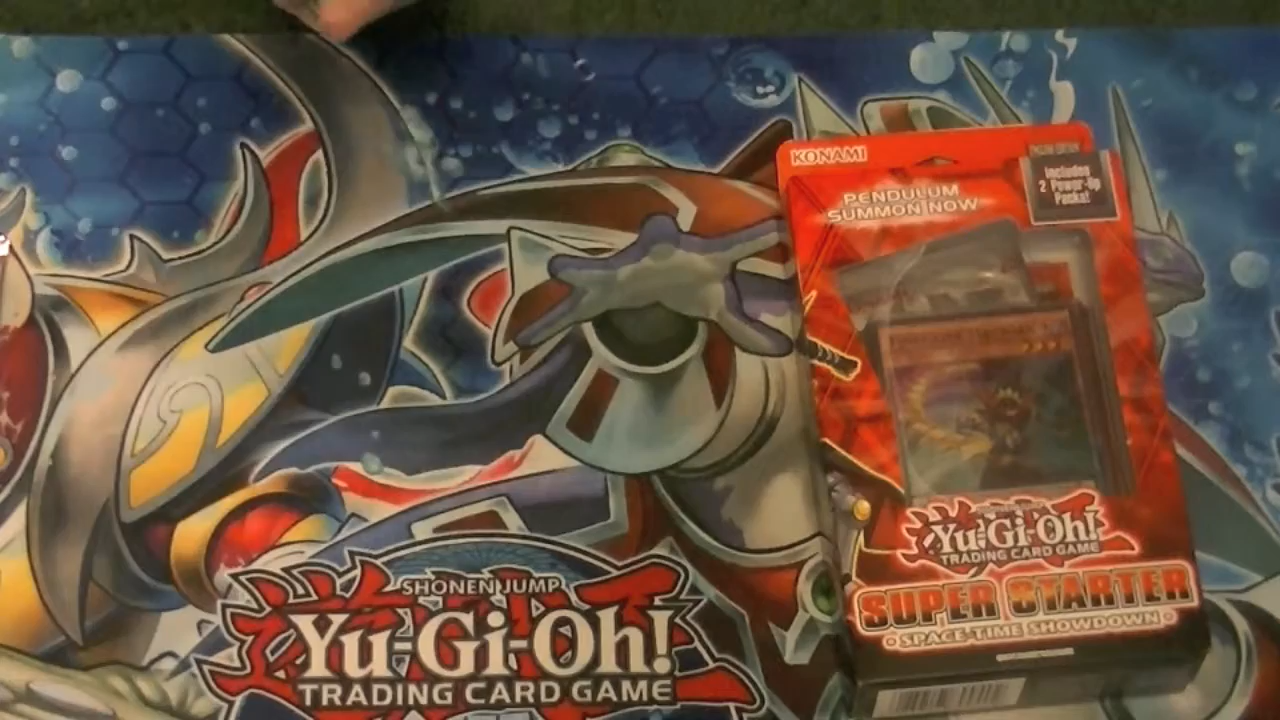 KONAMI
PENDULUM
SUMMON NOW
Includes
2 Power-Up
Packs!
Yu-Gi-Oh!
TRADING CARD GAME
SUPER STARTER
SPACE-TIME SHOWDOWN
SHONEN JUMP
Yu-Gi-Oh!
TRADING CARD GAME